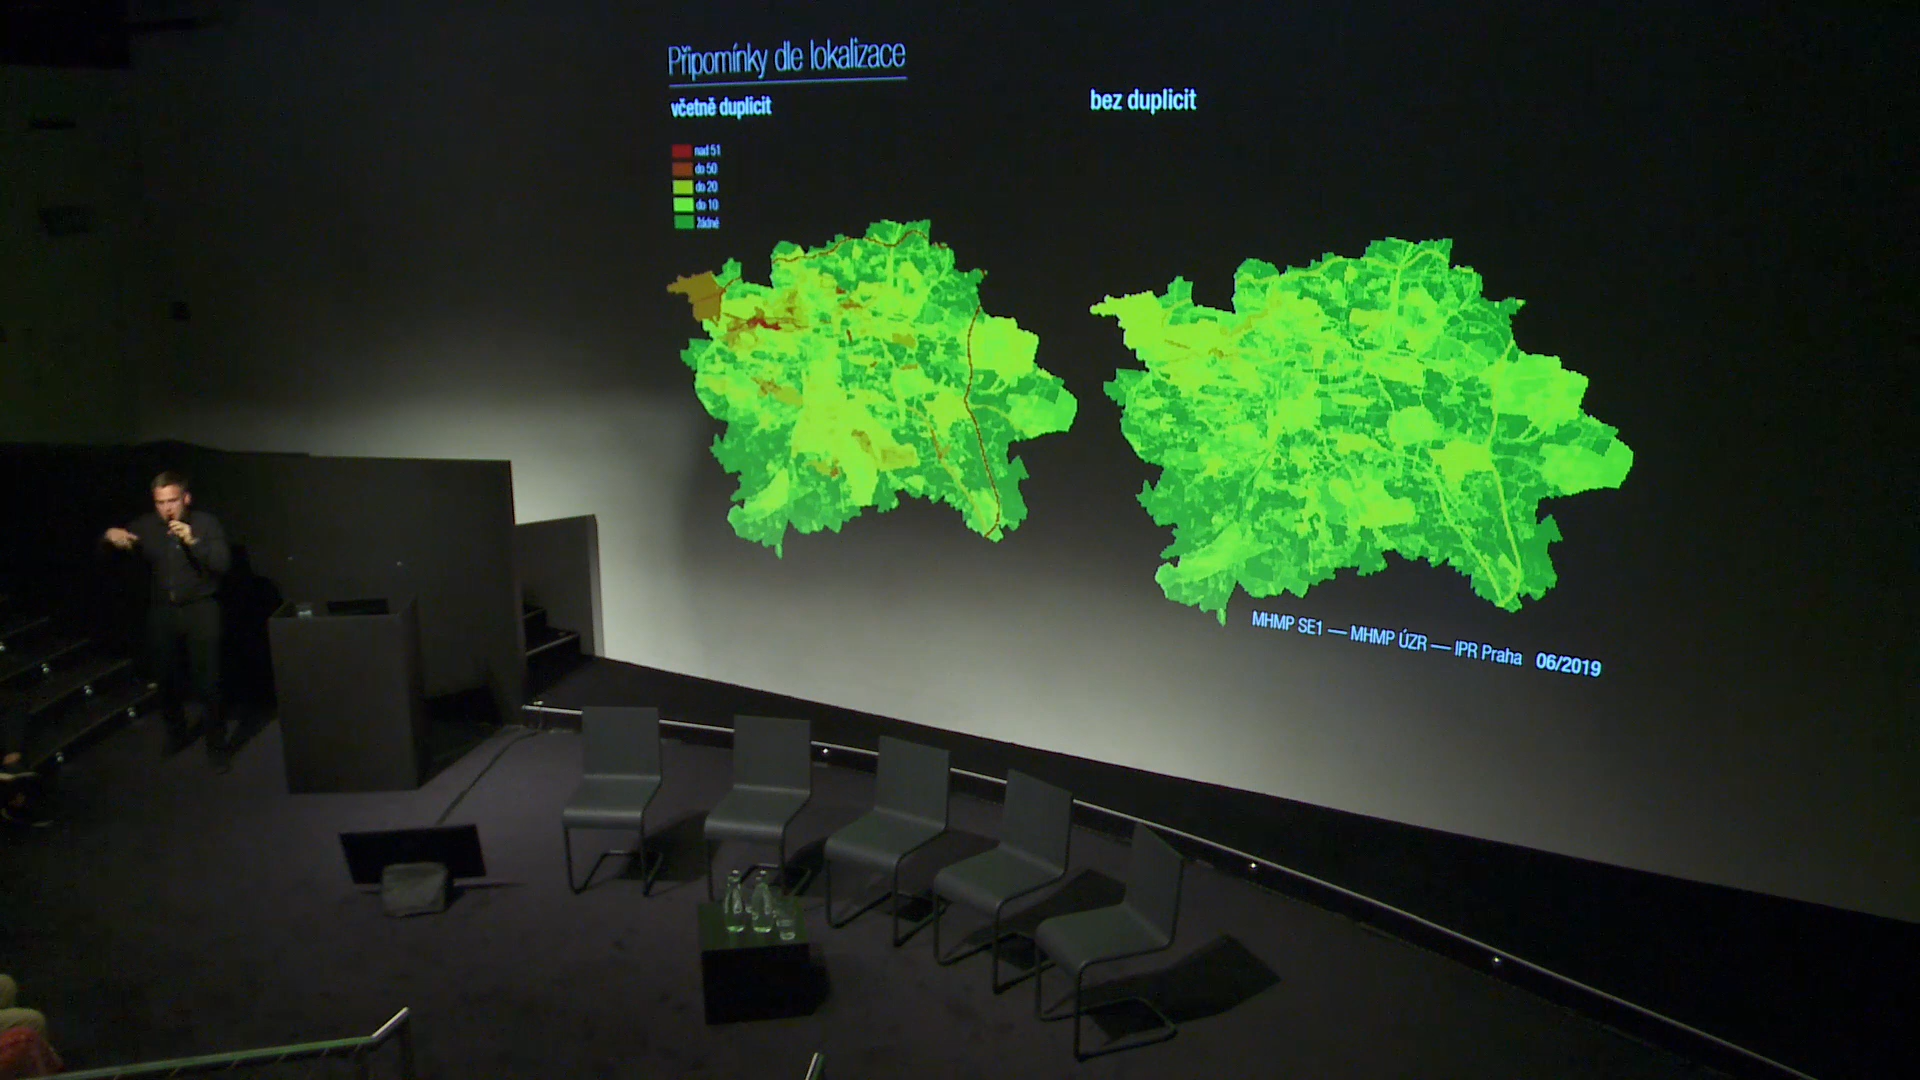 Připomínky dle lokalizace
včetně duplicit
bez duplicit
nad 51
do 50
do 20
do 10
žádné
MHMP SE1 — MHMP ÚZR — IPR Praha 06/2019